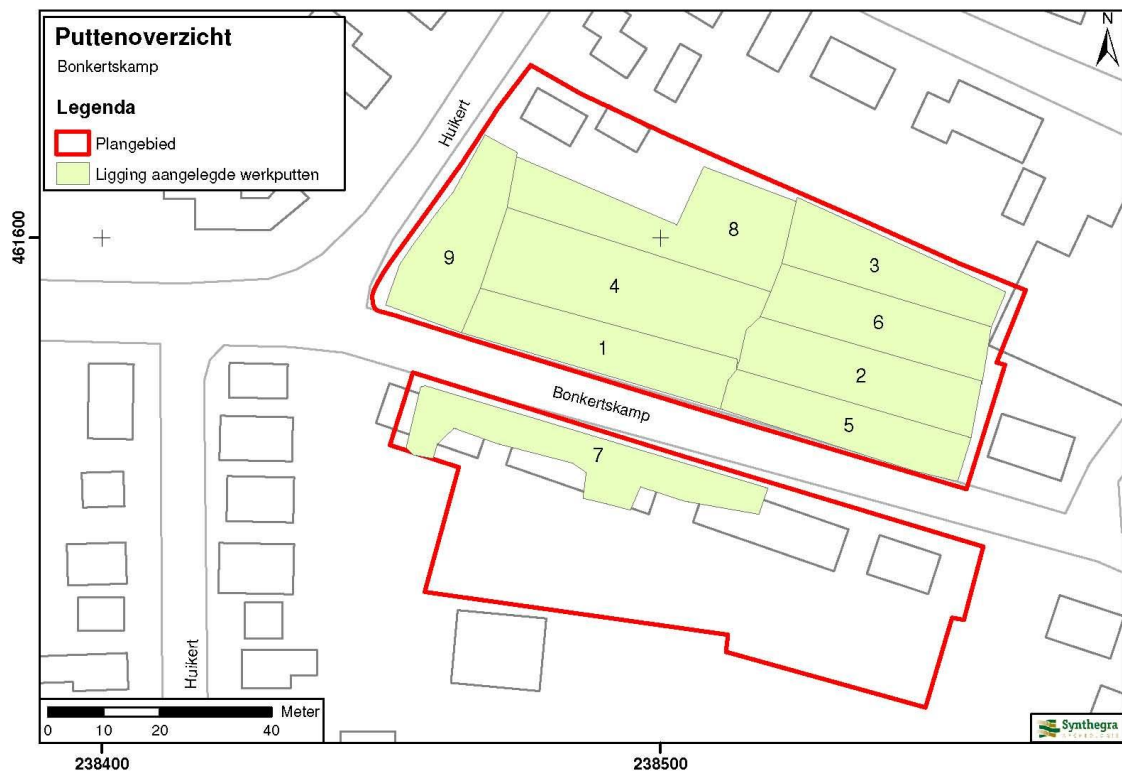 Puttenoverzicht
Bonkertskamp
Legenda
Plangebied
Ligging aangelegde werkputten
N
Huikert
461600
8
3
9
4
6
1
2
Bonkertskamp
5
7
Huikert
0 10 20 40 Meter
Synthegra
238400
238500